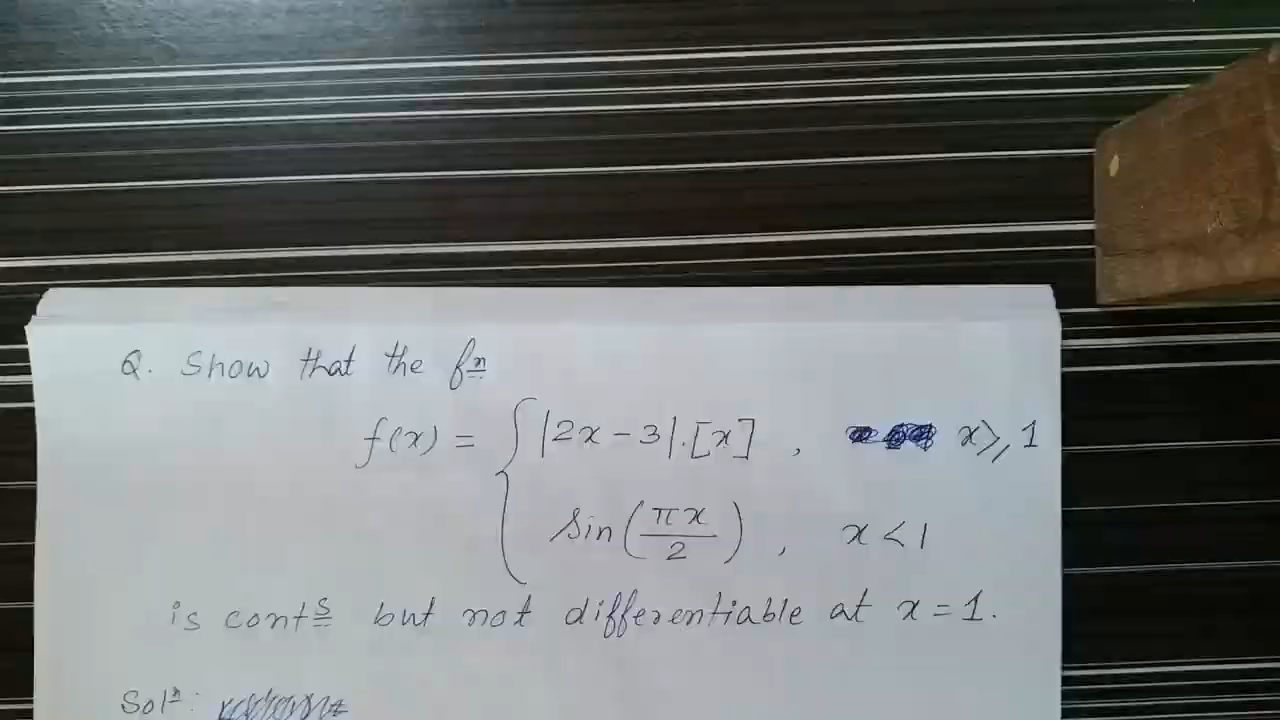 Q. Show that the fn
f(x) = { |2x-3|.[x] , x ≥ 1
sin(πx/2) , x < 1
is conts but not differentiable at x = 1.
Soln: